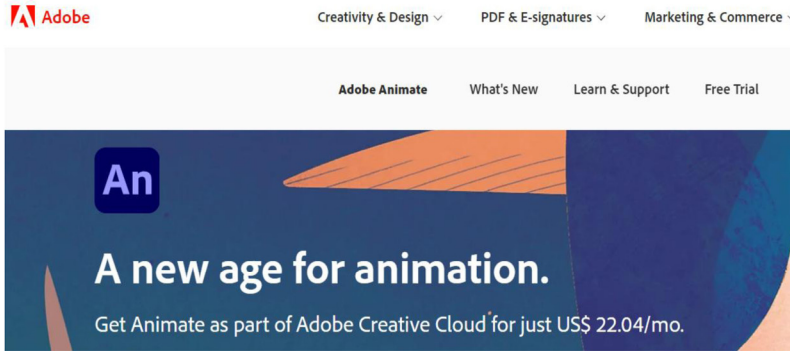 Adobe
Creativity & Design PDF & E-signatures Marketing & Commerce
Adobe Animate What's New Learn & Support Free Trial
An
A new age for animation.
Get Animate as part of Adobe Creative Cloud for just US$ 22.04/mo.